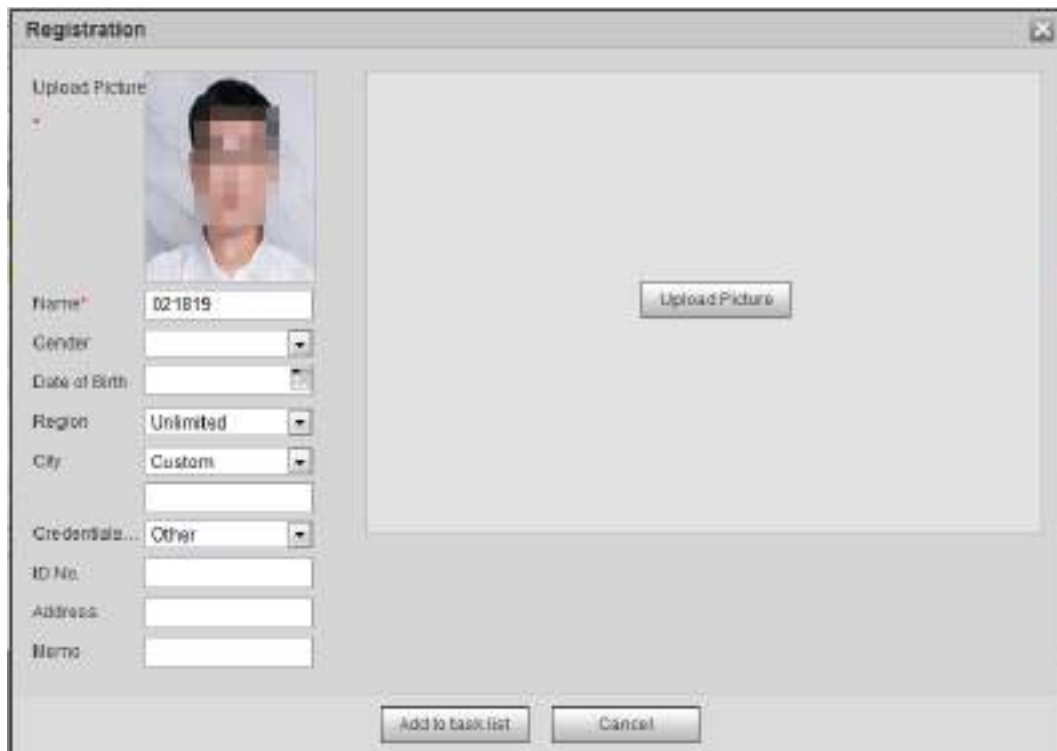 Registration
Upload Picture
*
Name* 021819
Gender
Date of Birth
Region Unlimited
City Custom
Credentials... Other
ID No.
Address
Memo
Upload Picture
Add to task list
Cancel